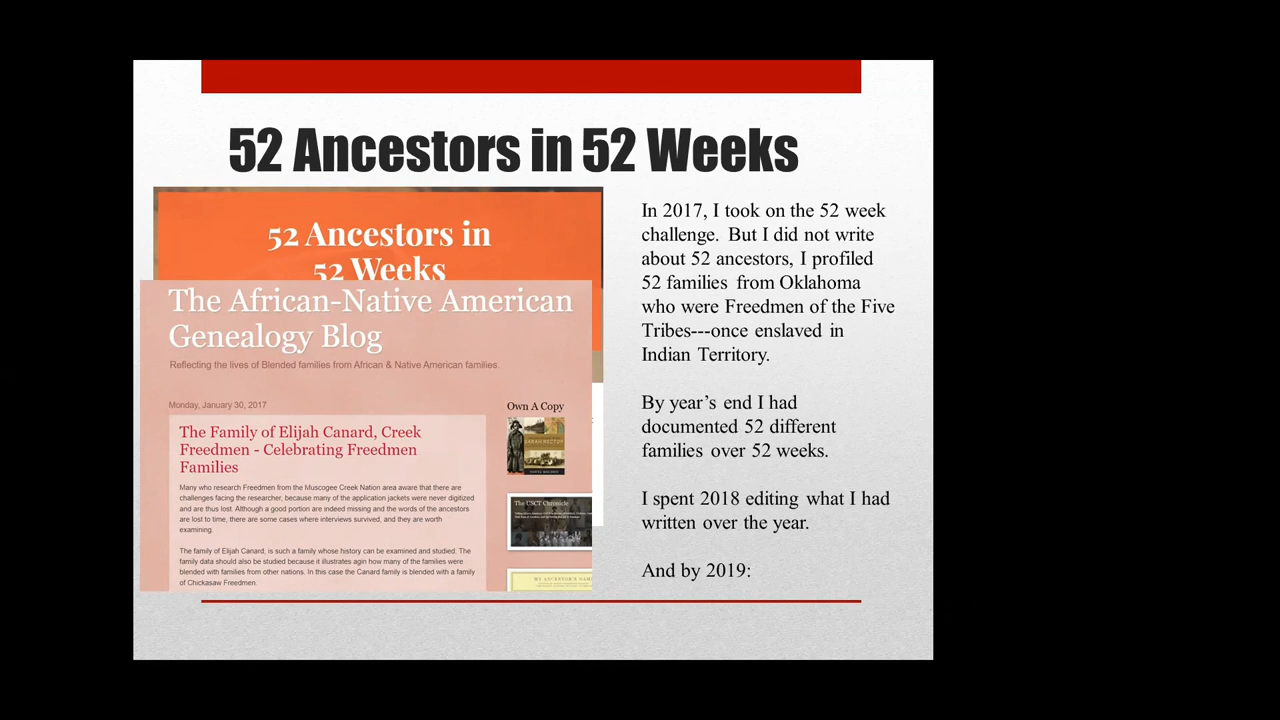 52 Ancestors in 52 Weeks
52 Ancestors in
52 Weeks
The African-Native American
Genealogy Blog
Reflecting the lives of Blended families from African & Native American families.
Monday, January 30, 2017
The Family of Elijah Canard, Creek
Freedmen - Celebrating Freedmen
Families
Many who research Freedmen from the Muscogee Creek Nation area aware that there are
challenges facing the researcher, because many of the application jackets were never digitized
and are thus lost. Although a good portion are indeed missing and the words of the ancestors
are lost to time, there are some cases where interviews survived, and they are worth
examining.
The family of Elijah Canard, is such a family whose history can be examined and studied. The
family data should also be studied because it illustrates agin how many of the families were
blended with families from other nations. In this case the Canard family is blended with a family
of Chickasaw Freedmen.
Own A Copy
SARAH RECTOR
The USCT Chronicle
MY ANCESTOR'S NAM
In 2017, I took on the 52 week
challenge. But I did not write
about 52 ancestors, I profiled
52 families from Oklahoma
who were Freedmen of the Five
Tribes---once enslaved in
Indian Territory.
By year’s end I had
documented 52 different
families over 52 weeks.
I spent 2018 editing what I had
written over the year.
And by 2019: